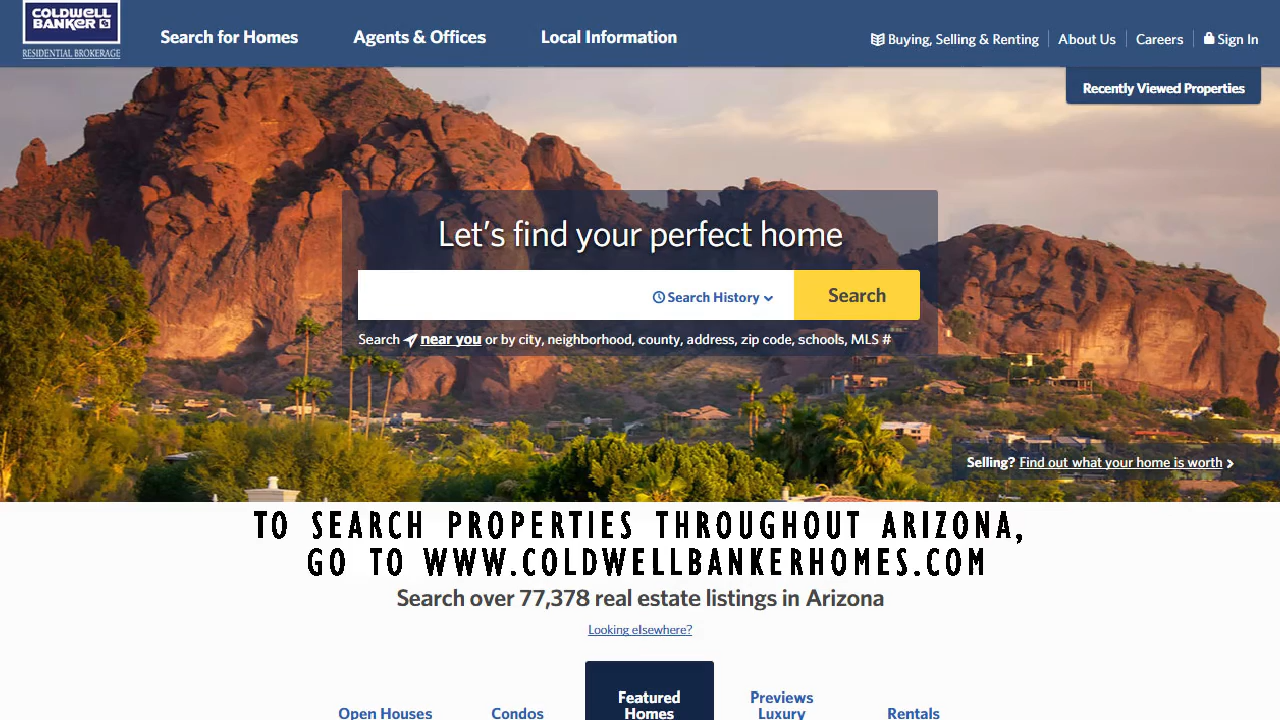 COLDWELL
BANKER
RESIDENTIAL BROKERAGE
Search for Homes
Agents & Offices
Local Information
Buying, Selling & Renting
About Us
Careers
Sign In
Recently Viewed Properties
Let's find your perfect home
Search History
Search
Search near you or by city, neighborhood, county, address, zip code, schools, MLS #
Selling? Find out what your home is worth
TO SEARCH PROPERTIES THROUGHOUT ARIZONA,
GO TO WWW.COLDWELLBANKERHOMES.COM
Search over 77,378 real estate listings in Arizona
Looking elsewhere?
Open Houses
Condos
Featured
Homes
Previews
Luxury
Rentals